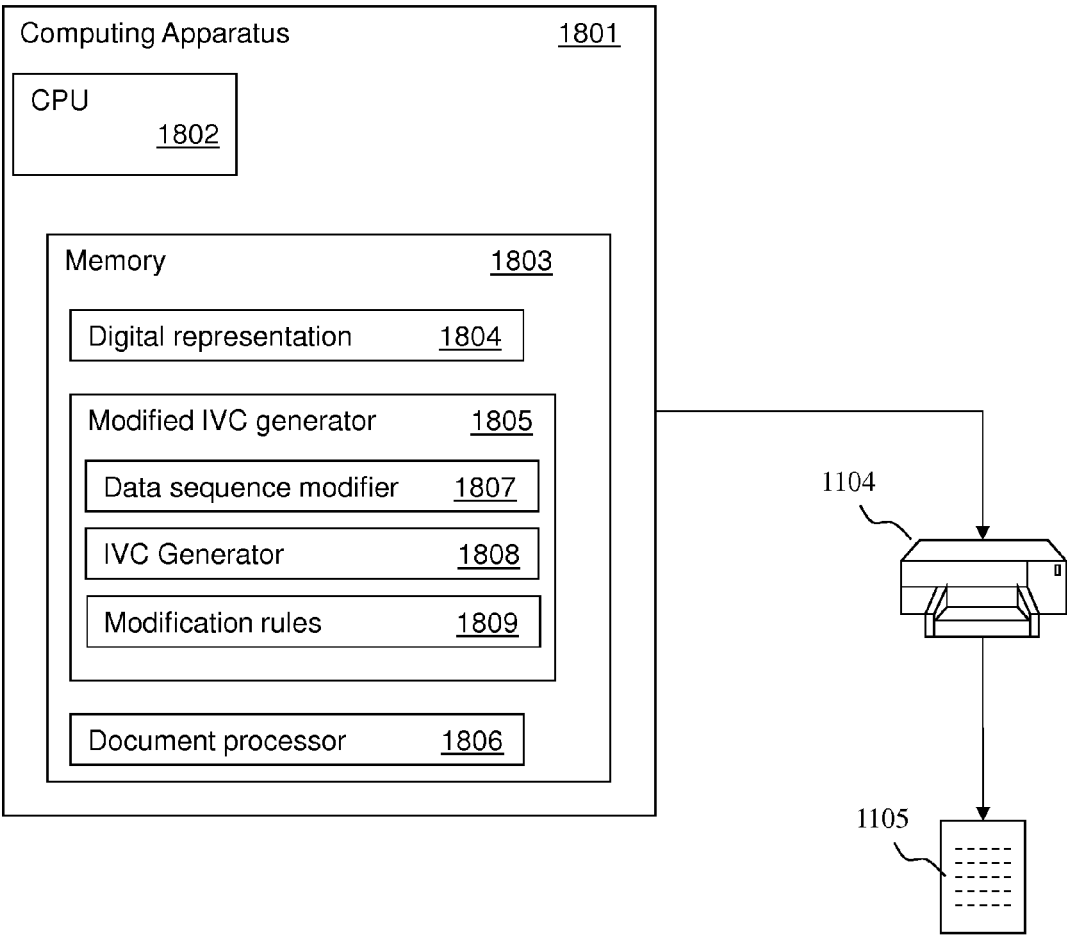 Computing Apparatus 1801
CPU
1802
Memory 1803
Digital representation 1804
Modified IVC generator 1805
Data sequence modifier 1807
IVC Generator 1808
Modification rules 1809
Document processor 1806
1104
1105